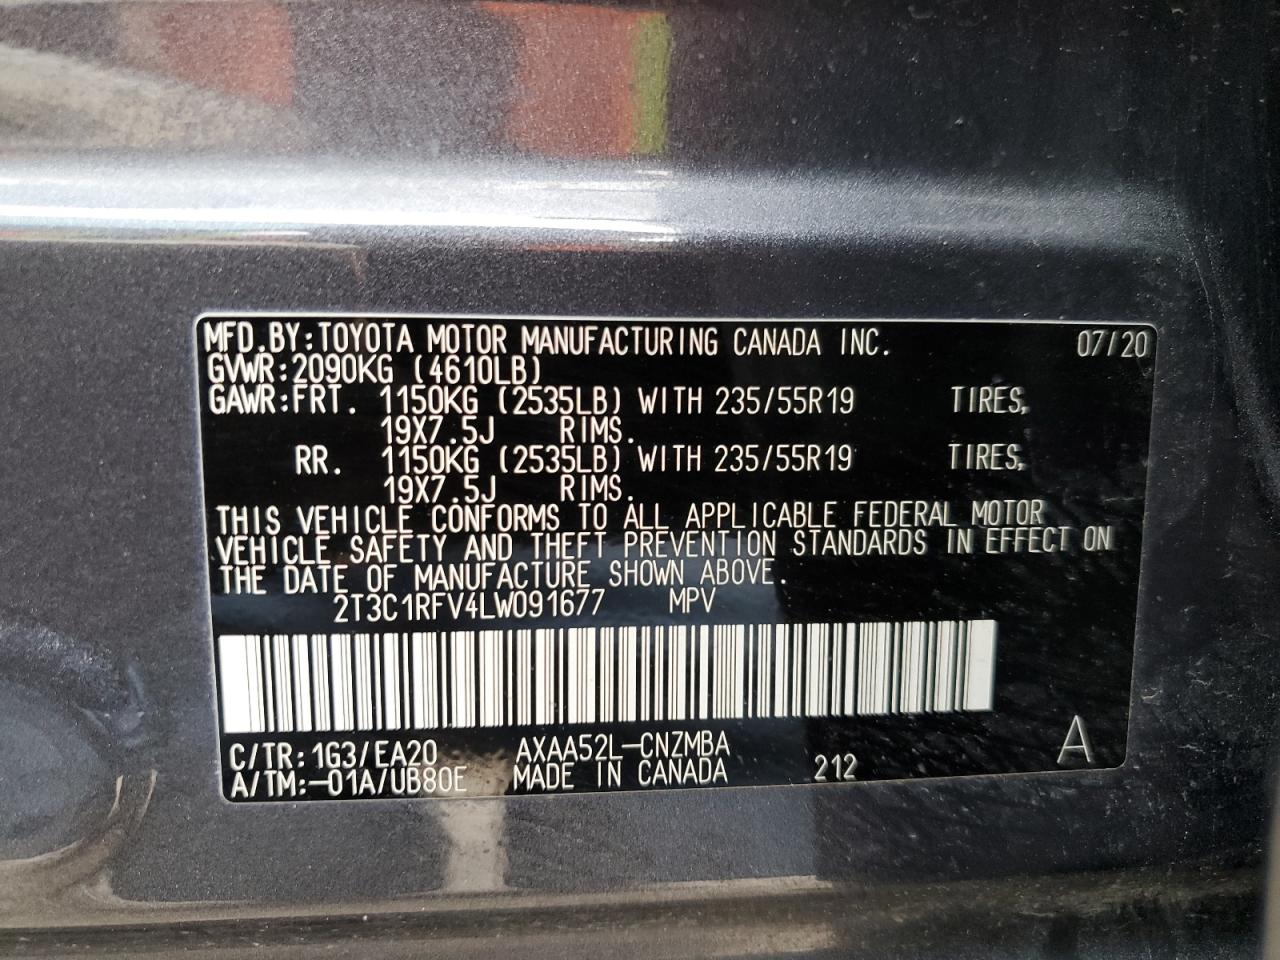 MFD.BY:TOYOTA MOTOR MANUFACTURING CANADA INC. 07/20
GVWR:2090KG (4610LB)
GAWR:FRT. 1150KG (2535LB) WITH 235/55R19 TIRES,
19X7.5J RIMS.
RR. 1150KG (2535LB) WITH 235/55R19 TIRES,
19X7.5J RIMS.
THIS VEHICLE CONFORMS TO ALL APPLICABLE FEDERAL MOTOR
VEHICLE SAFETY AND THEFT PREVENTION STANDARDS IN EFFECT ON
THE DATE OF MANUFACTURE SHOWN ABOVE.
2T3C1RFV4LW091677 MPV
C/TR:1G3/EA20 AXAA52L-CNZMBA A
A/TM:-01A/UB80E MADE IN CANADA 212